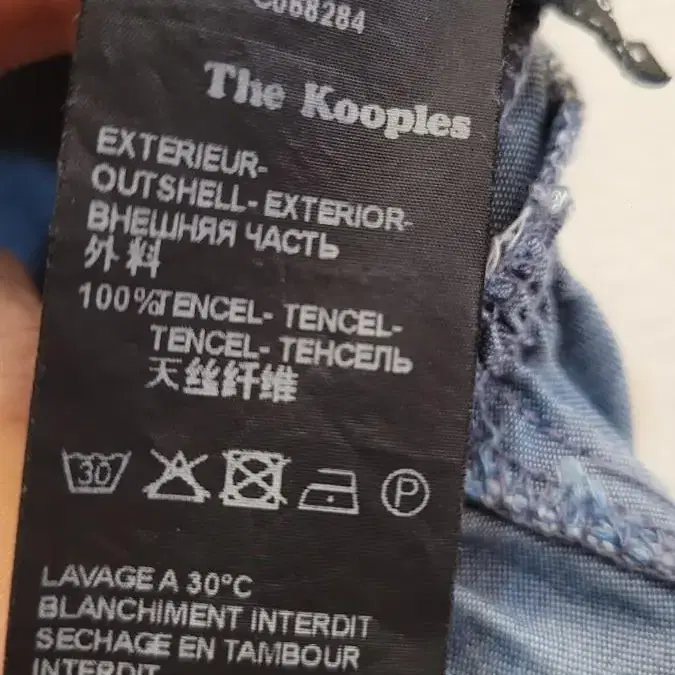 C068284
The Kooples
EXTERIEUR-
OUTSHELL- EXTERIOR-
ВНЕШНЯЯ ЧАСТЬ
外料
100%TENCEL- TENCEL-
TENCEL- ТЕНСЕЛЬ
天丝纤维
30
P
LAVAGE A 30°C
BLANCHIMENT INTERDIT
SECHAGE EN TAMBOUR
INTERDIT